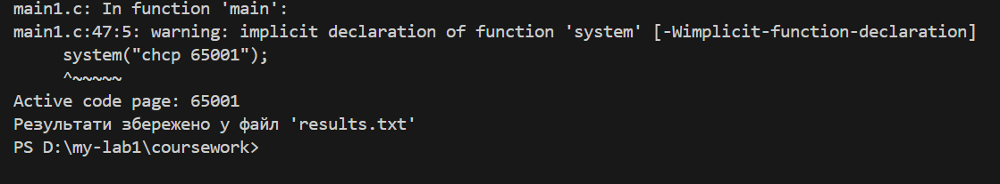 main1.c: In function 'main':
main1.c:47:5: warning: implicit declaration of function 'system' [-Wimplicit-function-declaration]
     system("chcp 65001");
     ^~~~~~
Active code page: 65001
Результати збережено у файл 'results.txt'
PS D:\my-lab1\coursework>